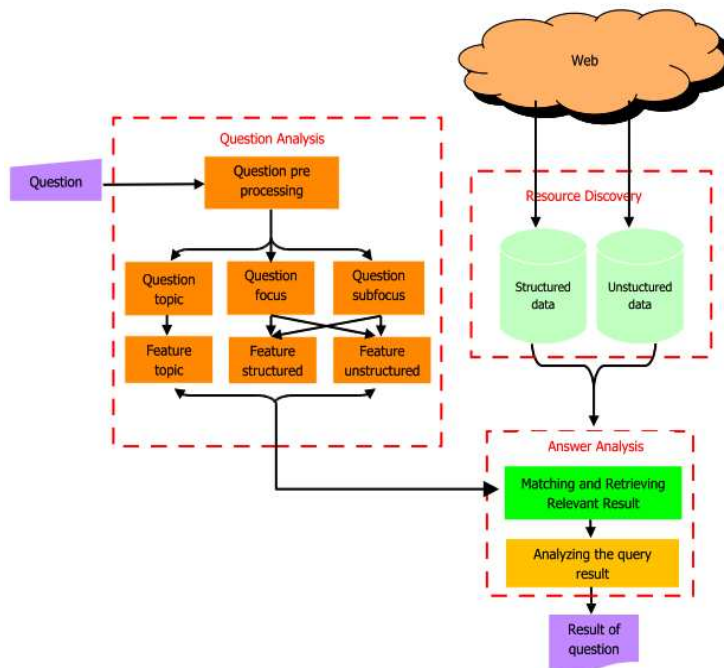 Web
Question Analysis
Question
Question pre
processing
Resource Discovery
Question
topic
Question
focus
Question
subfocus
Structured
data
Unstuctured
data
Feature
topic
Feature
structured
Feature
unstructured
Answer Analysis
Matching and Retrieving
Relevant Result
Analyzing the query
result
Result of
question